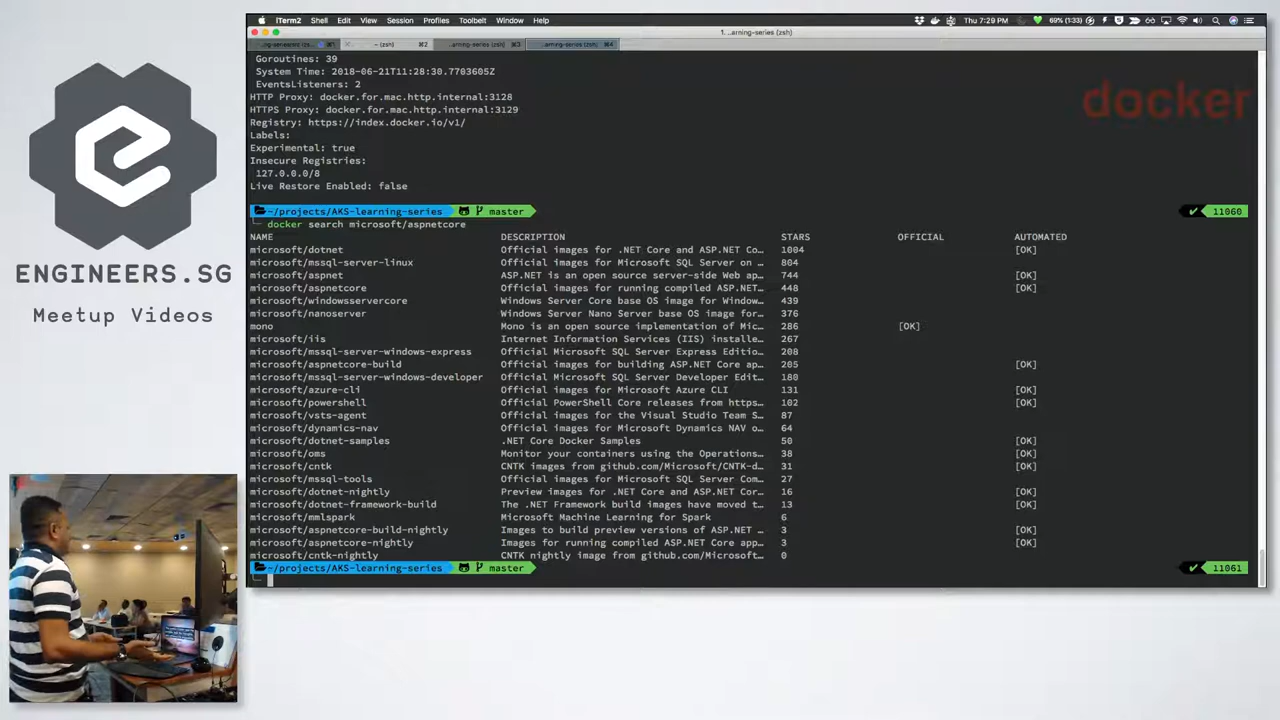 iTerm2 Shell Edit View Session Profiles Toolbelt Window Help
Thu 7:29 PM 69% (1:33)
1. ..arning-series (zsh)
~ (zsh) ⌘2 ..arning-series (zsh) ⌘3 ..arning-series (zsh) ⌘4
Goroutines: 39
System Time: 2018-06-21T11:28:30.7703605Z
EventsListeners: 2
HTTP Proxy: docker.for.mac.http.internal:3128
HTTPS Proxy: docker.for.mac.http.internal:3129
Registry: https://index.docker.io/v1/
Labels:
Experimental: true
Insecure Registries:
127.0.0.0/8
Live Restore Enabled: false
docker
~/projects/AKS-learning-series master ✔ 11060
docker search microsoft/aspnetcore
NAME DESCRIPTION STARS OFFICIAL AUTOMATED
microsoft/dotnet Official images for .NET Core and ASP.NET Co… 1004 [OK]
microsoft/mssql-server-linux Official images for Microsoft SQL Server on … 804
microsoft/aspnet ASP.NET is an open source server-side Web ap… 744 [OK]
microsoft/aspnetcore Official images for running compiled ASP.NET… 448 [OK]
microsoft/windowsservercore Windows Server Core base OS image for Window… 439
microsoft/nanoserver Windows Server Nano Server base OS image for… 376
mono Mono is an open source implementation of Mic… 286 [OK]
microsoft/iis Internet Information Services (IIS) installe… 267
microsoft/mssql-server-windows-express Official Microsoft SQL Server Express Editio… 208
microsoft/aspnetcore-build Official images for building ASP.NET Core ap… 205 [OK]
microsoft/mssql-server-windows-developer Official Microsoft SQL Server Developer Edit… 180
microsoft/azure-cli Official images for Microsoft Azure CLI 131 [OK]
microsoft/powershell Official PowerShell Core releases from https… 102 [OK]
microsoft/vsts-agent Official images for the Visual Studio Team S… 87
microsoft/dynamics-nav Official images for Microsoft Dynamics NAV o… 64
microsoft/dotnet-samples .NET Core Docker Samples 50 [OK]
microsoft/oms Monitor your containers using the Operations… 38 [OK]
microsoft/cntk CNTK images from github.com/Microsoft/CNTK-d… 31 [OK]
microsoft/mssql-tools Official images for Microsoft SQL Server Com… 27
microsoft/dotnet-nightly Preview images for .NET Core and ASP.NET Cor… 16 [OK]
microsoft/dotnet-framework-build The .NET Framework build images have moved t… 13 [OK]
microsoft/mmlspark Microsoft Machine Learning for Spark 6
microsoft/aspnetcore-build-nightly Images to build preview versions of ASP.NET … 3 [OK]
microsoft/aspnetcore-nightly Images for running compiled ASP.NET Core app… 3 [OK]
microsoft/cntk-nightly CNTK nightly image from github.com/Microsoft… 0
~/projects/AKS-learning-series master ✔ 11061
ENGINEERS.SG
Meetup Videos